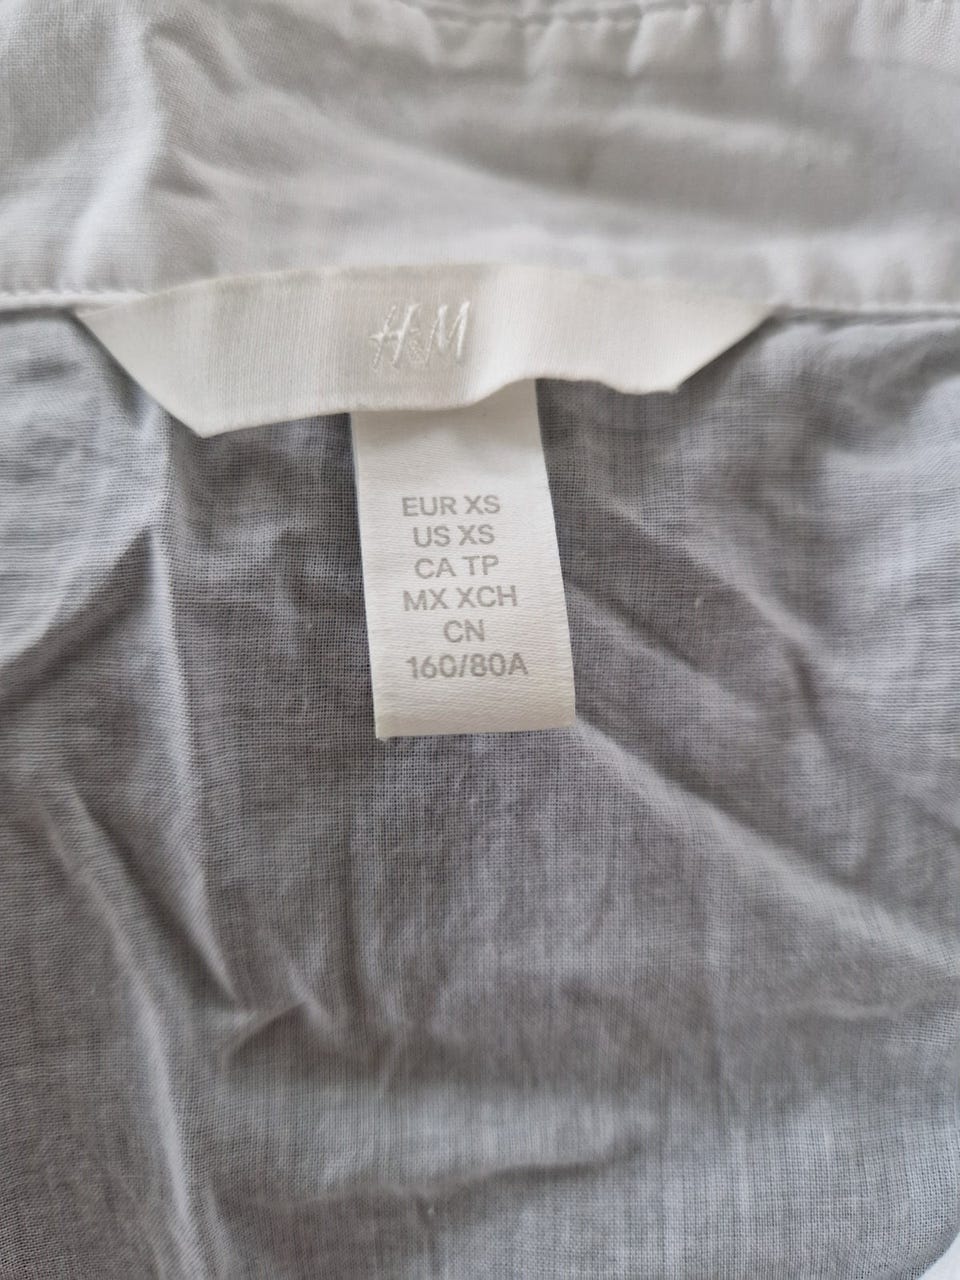 H&M
EUR XS
US XS
CA TP
MX XCH
CN
160/80A